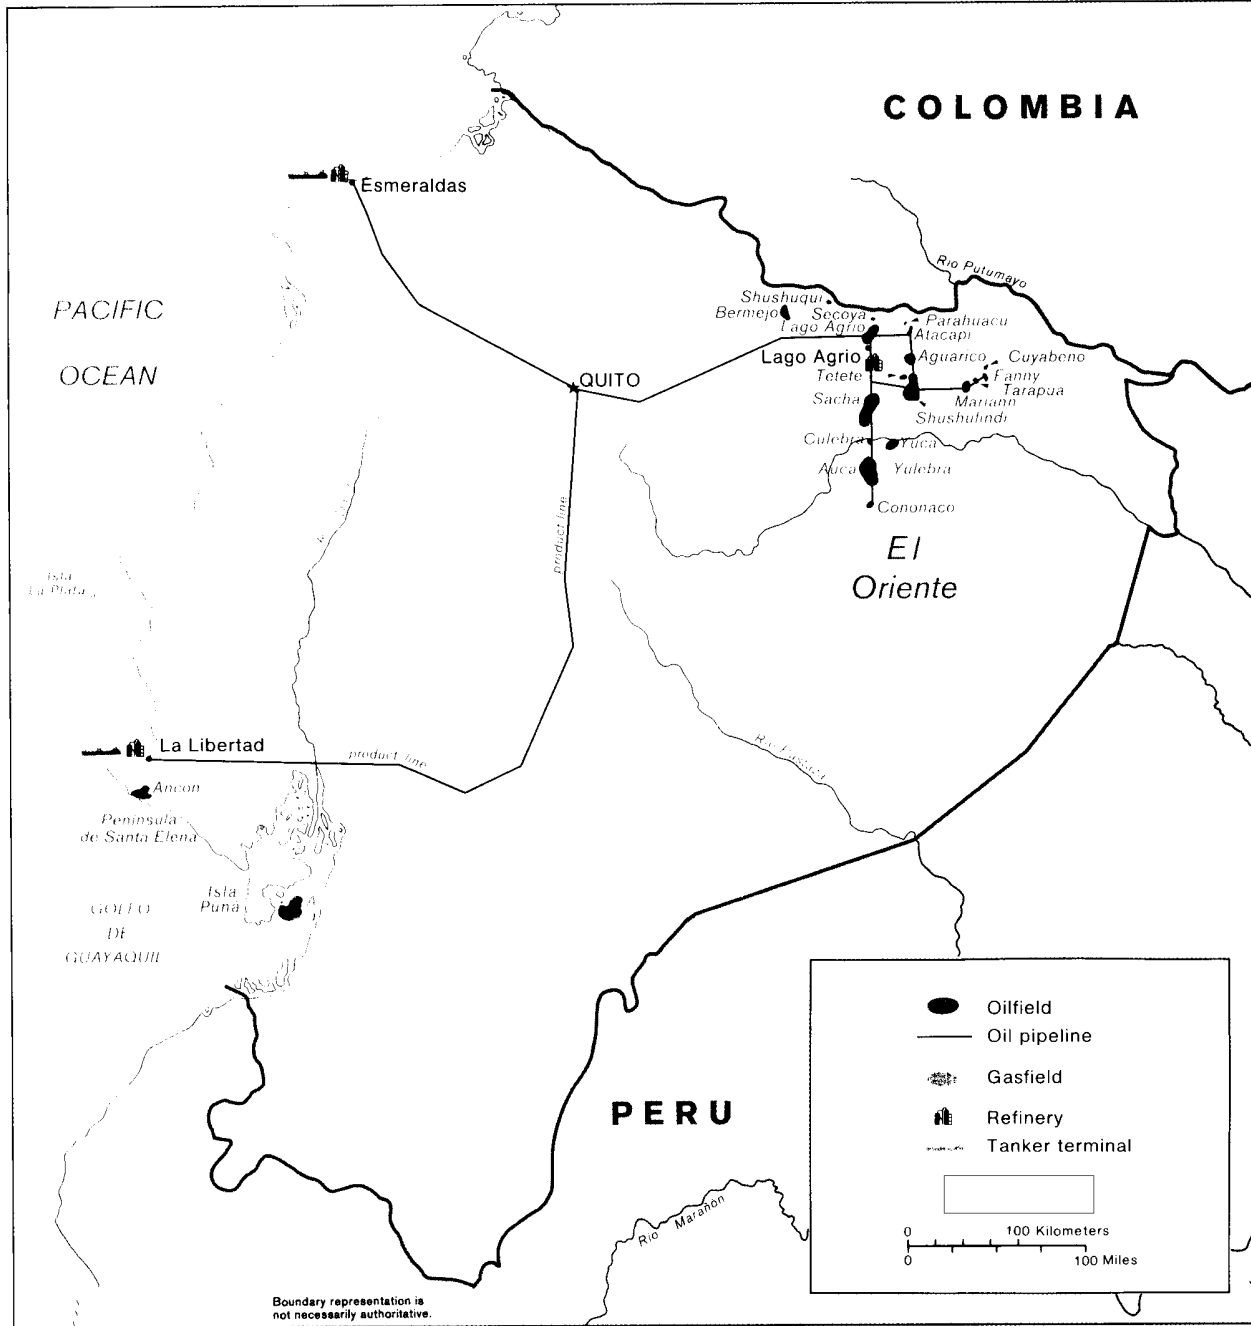 COLOMBIA
Esmeraldas
Rio Putumayo
PACIFIC
OCEAN
Shushuqui
Bermejo
Secoya
Lago Agrio
Parahuacu
Atacapi
Lago Agrio
Aguarico
Cuyabeno
Tetete
Fanny
Tarapua
QUITO
Sacha
Mariann
Shushufindi
Culebra
Yuca
Auca
Yulebra
Cononaco
product line
El
Oriente
Isla
La Plata
La Libertad
product line
Rio Pastaza
Ancon
Peninsula
de Santa Elena
Isla
Puna
GOLFO
DE
GUAYAQUIL
Oilfield
Oil pipeline
Gasfield
PERU
Refinery
Tanker terminal
Rio Marañon
0 100 Kilometers
0 100 Miles
Boundary representation is
not necessarily authoritative.